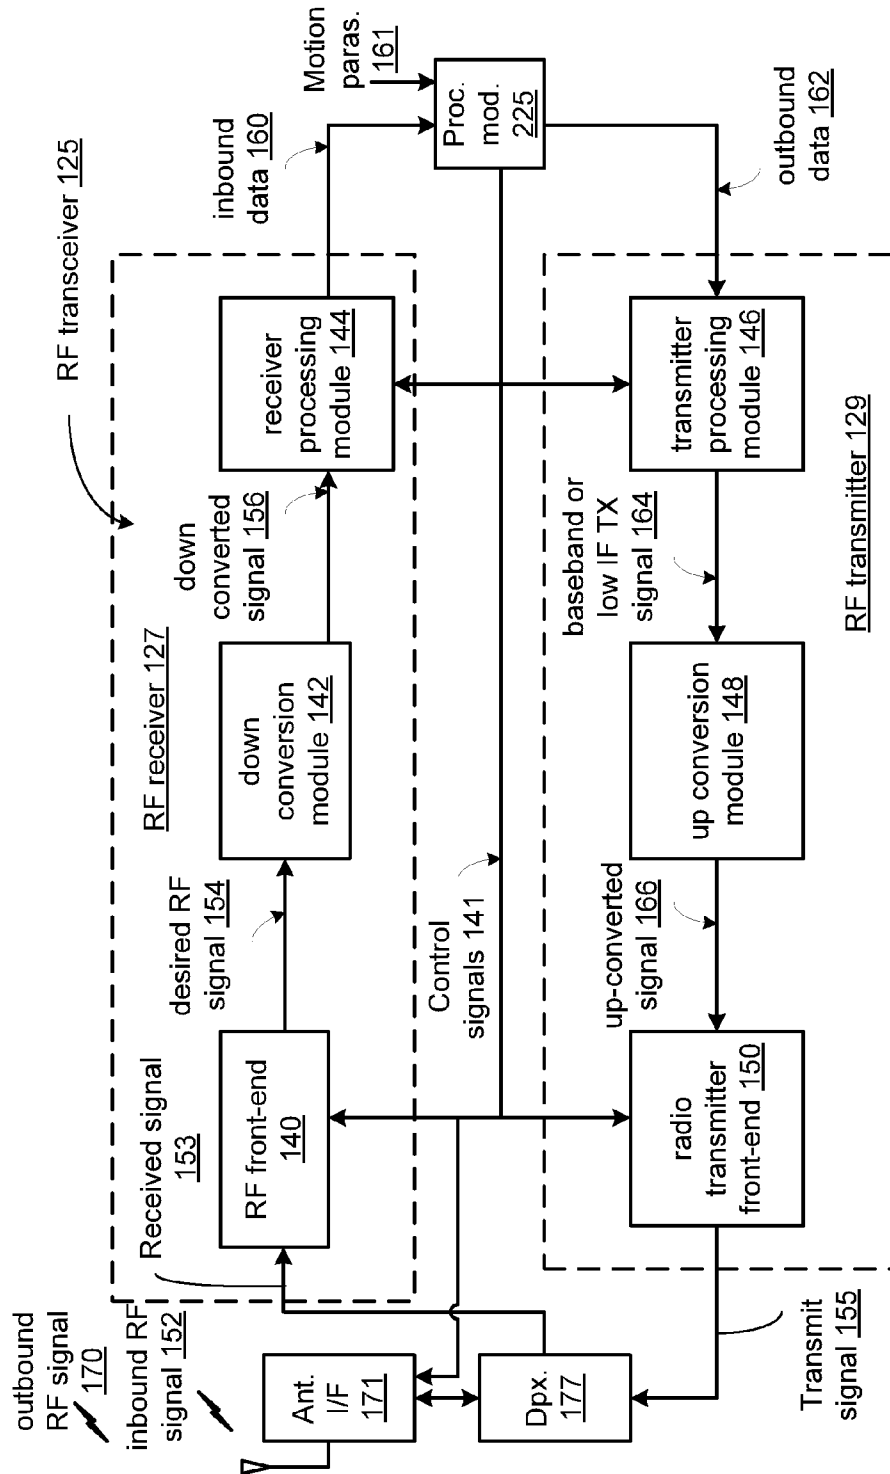 outbound
RF signal
170
inbound RF
signal 152
Ant.
I/F
171
Dpx.
177
Transmit
signal 155
Received signal
153
RF front-end
140
radio
transmitter
front-end 150
desired RF
signal 154
Control
signals 141
up-converted
signal 166
RF receiver 127
down
conversion
module 142
up conversion
module 148
down
converted
signal 156
baseband or
low IF TX
signal 164
RF transmitter 129
RF transceiver 125
receiver
processing
module 144
transmitter
processing
module 146
inbound
data 160
Motion
paras.
161
Proc.
mod.
225
outbound
data 162